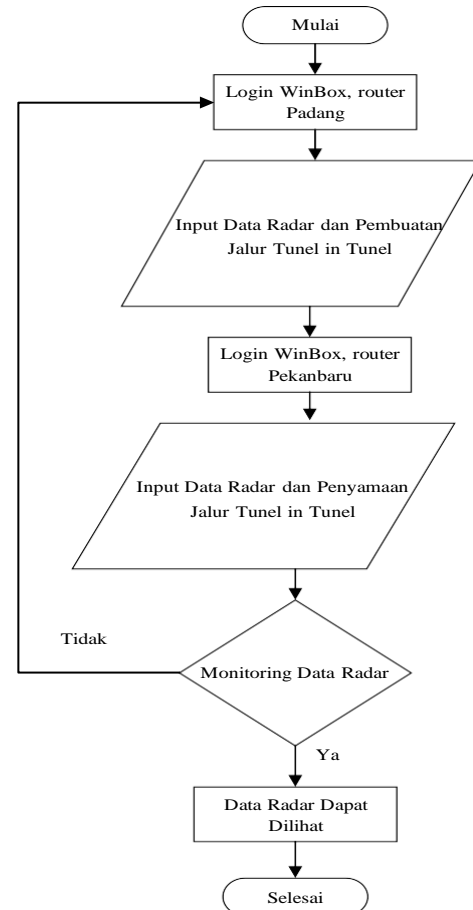 Mulai
Login WinBox, router
Padang
Input Data Radar dan Pembuatan
Jalur Tunel in Tunel
Login WinBox, router
Pekanbaru
Input Data Radar dan Penyamaan
Jalur Tunel in Tunel
Tidak
Monitoring Data Radar
Ya
Data Radar Dapat
Dilihat
Selesai